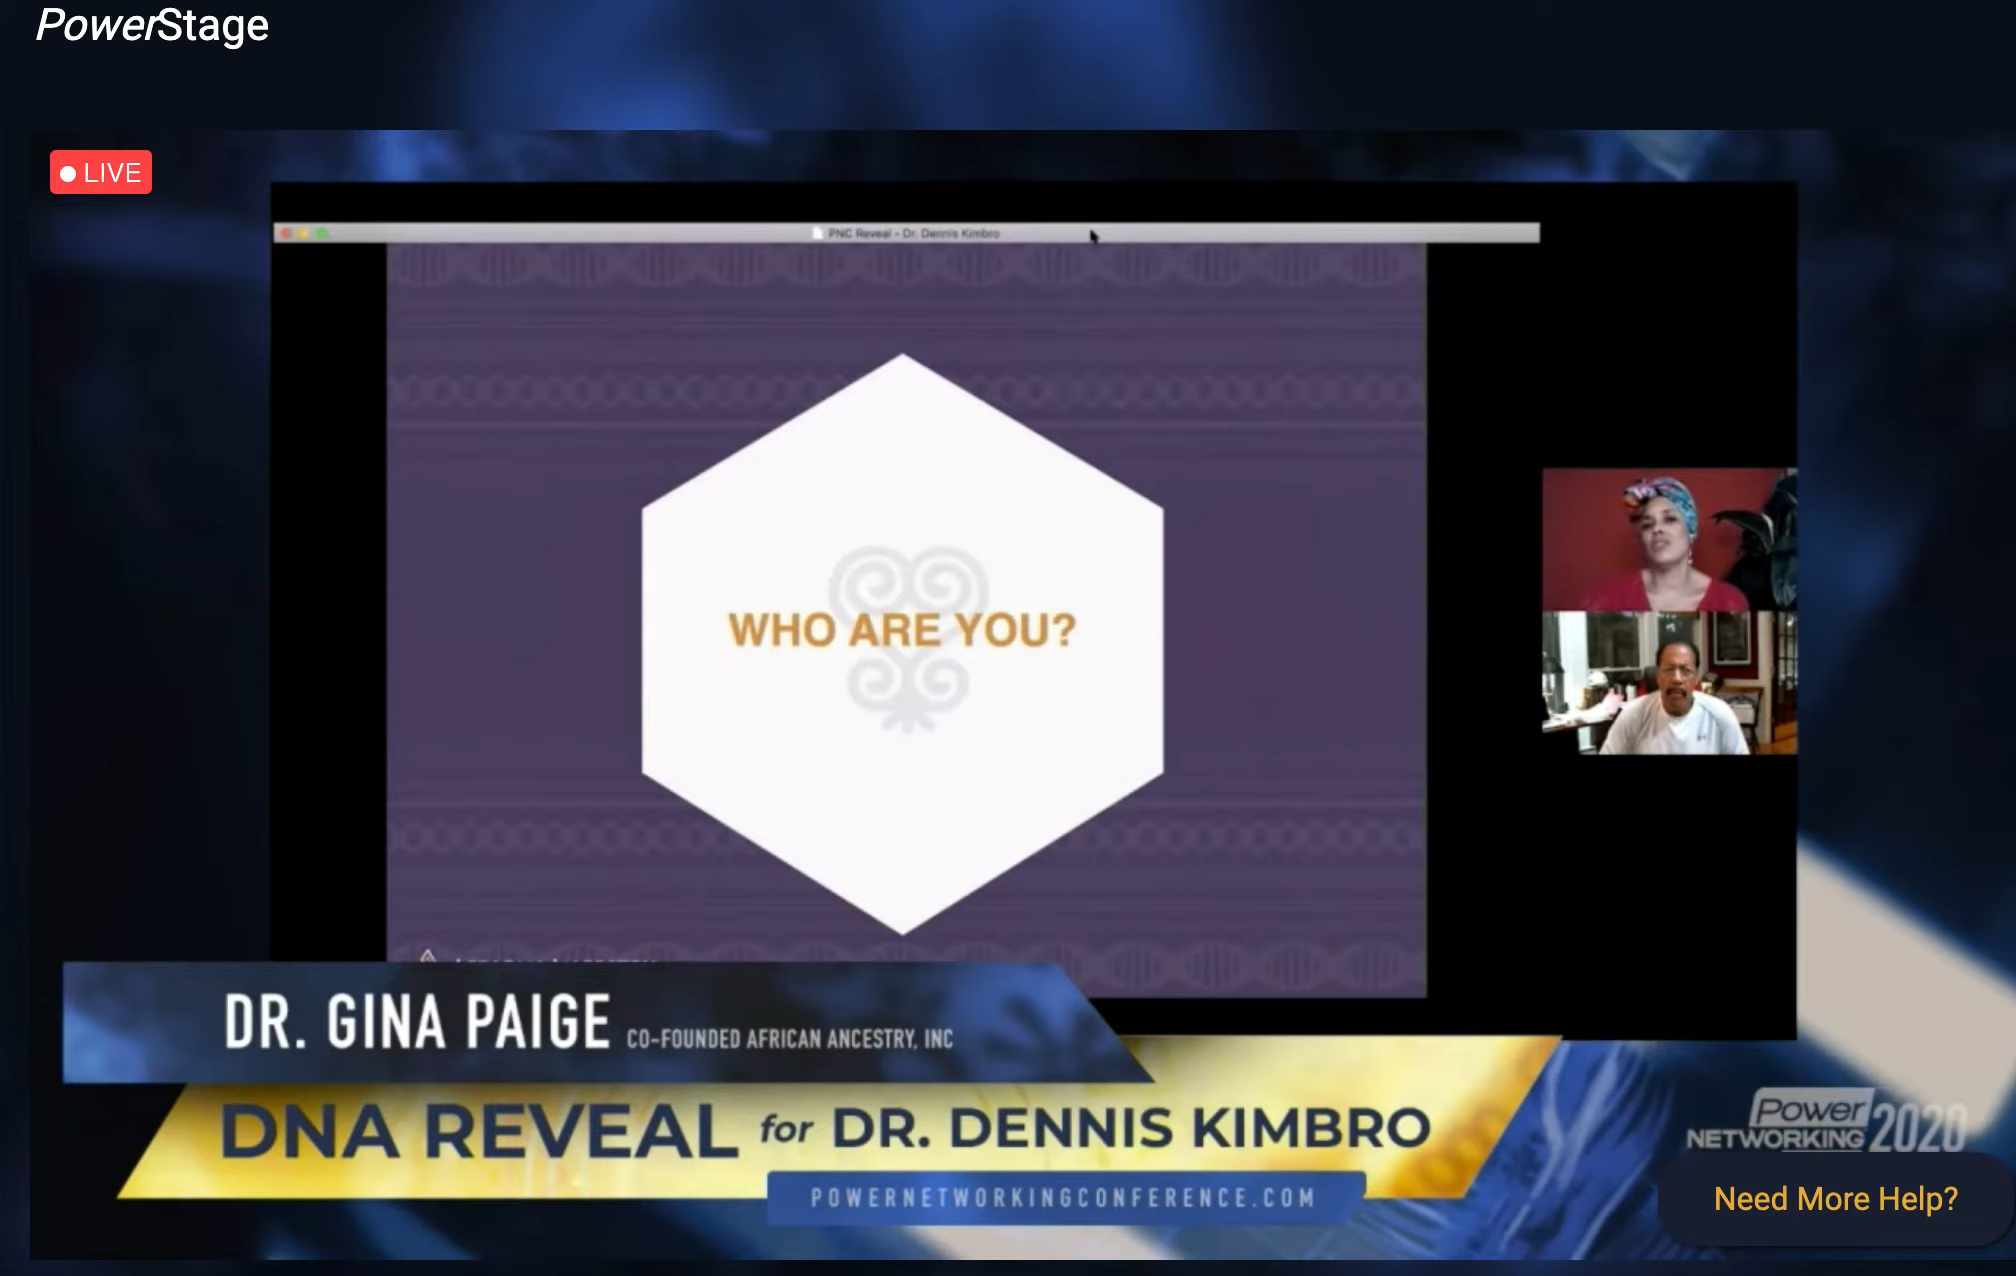 PowerStage
LIVE
PNC Reveal - Dr. Dennis Kimbro
WHO ARE YOU?
DR. GINA PAIGE CO-FOUNDED AFRICAN ANCESTRY, INC
DNA REVEAL for DR. DENNIS KIMBRO
POWERNETWORKINGCONFERENCE.COM
Power
NETWORKING 2020
Need More Help?